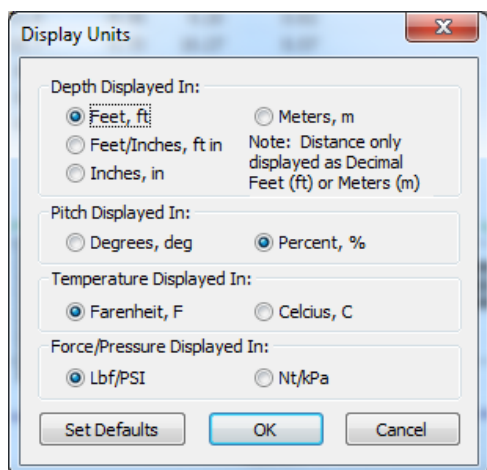 Display Units
Depth Displayed In:
Feet, ft
Meters, m
Feet/Inches, ft in
Note: Distance only
displayed as Decimal
Feet (ft) or Meters (m)
Inches, in
Pitch Displayed In:
Degrees, deg
Percent, %
Temperature Displayed In:
Farenheit, F
Celcius, C
Force/Pressure Displayed In:
Lbf/PSI
Nt/kPa
Set Defaults
OK
Cancel